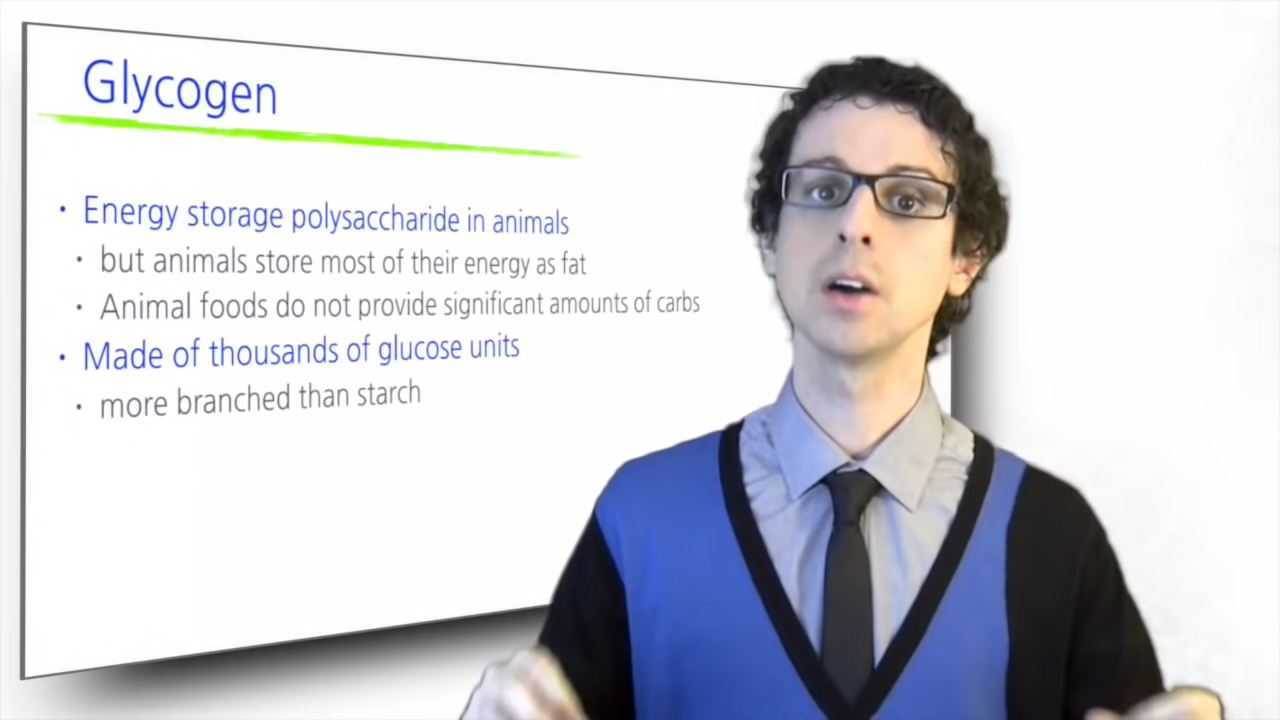 Glycogen
• Energy storage polysaccharide in animals
• but animals store most of their energy as fat
• Animal foods do not provide significant amounts of carbs
• Made of thousands of glucose units
• more branched than starch